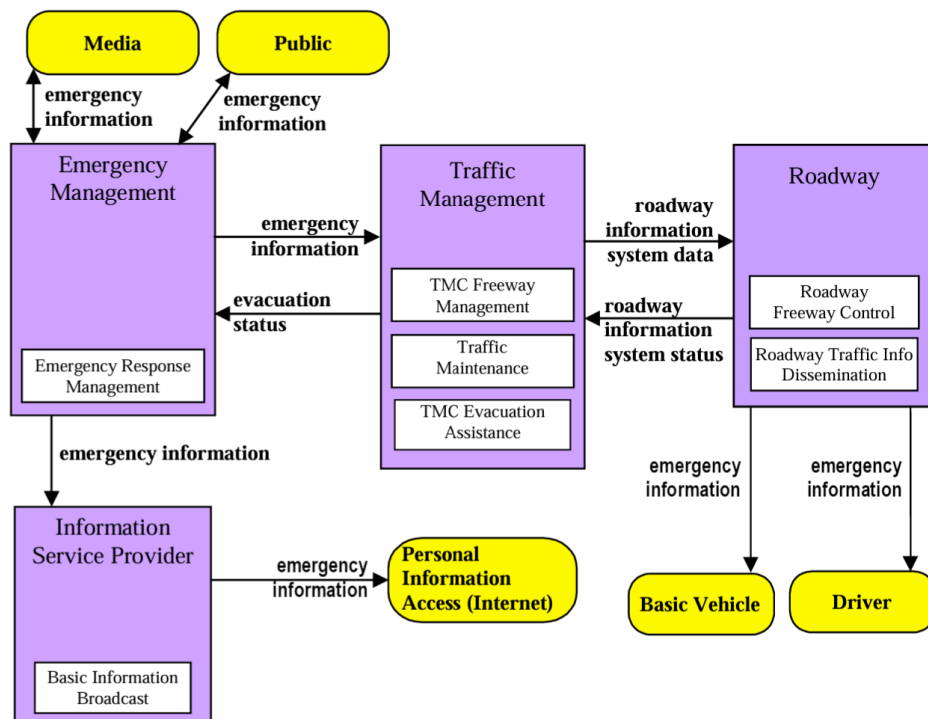 Media
Public
emergency
information
emergency
information
Emergency
Management
Emergency Response
Management
emergency
information
evacuation
status
Traffic
Management
TMC Freeway
Management
Traffic
Maintenance
TMC Evacuation
Assistance
roadway
information
system data
roadway
information
system status
Roadway
Roadway
Freeway Control
Roadway Traffic Info
Dissemination
emergency information
emergency
information
emergency
information
Information
Service Provider
Basic Information
Broadcast
emergency
information
Personal
Information
Access (Internet)
Basic Vehicle
Driver